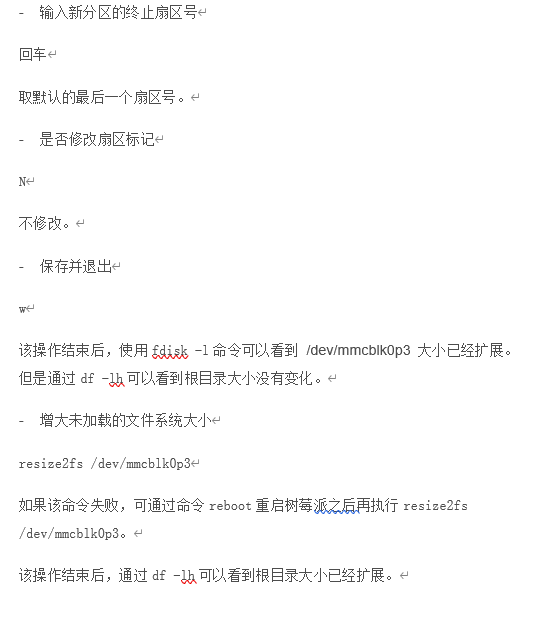 - 输入新分区的终止扇区号
回车
取默认的最后一个扇区号。
- 是否修改扇区标记
N
不修改。
- 保存并退出
w
该操作结束后，使用 fdisk -l 命令可以看到 /dev/mmcblk0p3 大小已经扩展。
但是通过 df -lh 可以看到根目录大小没有变化。
- 增大未加载的文件系统大小
resize2fs /dev/mmcblk0p3
如果该命令失败，可通过命令 reboot 重启树莓派之后再执行 resize2fs
/dev/mmcblk0p3。
该操作结束后，通过 df -lh 可以看到根目录大小已经扩展。